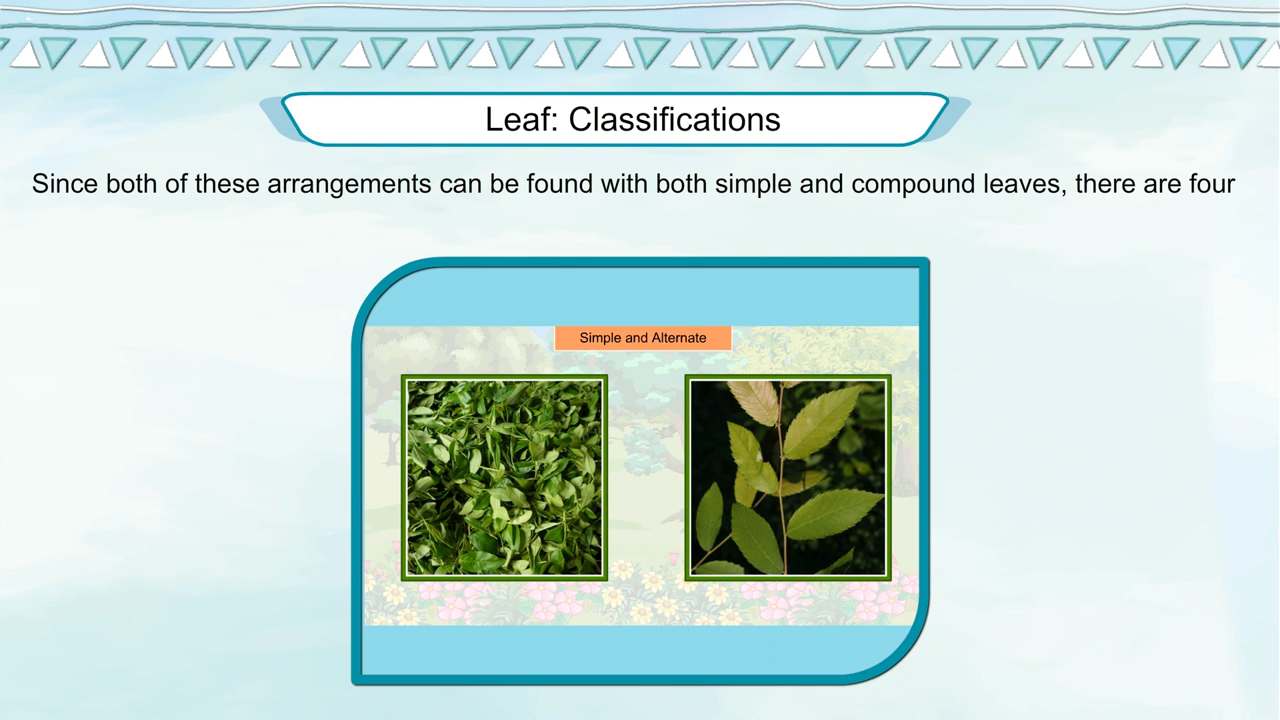 Leaf: Classifications
Since both of these arrangements can be found with both simple and compound leaves, there are four
Simple and Alternate